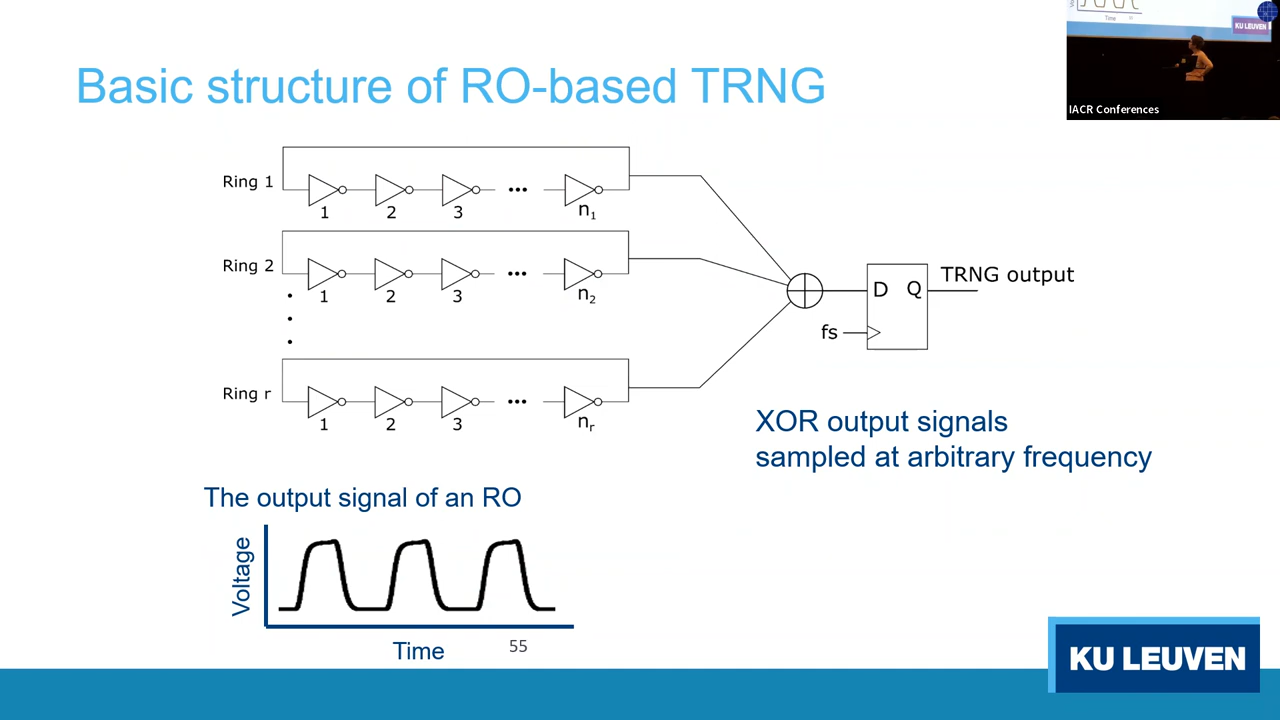 Basic structure of RO-based TRNG
Time
KU LEUVEN
IACR Conferences
Ring 1
1 2 3 ... n1
Ring 2
1 2 3 ... n2
Ring r
1 2 3 ... nr
D Q
TRNG output
fs
XOR output signals
sampled at arbitrary frequency
The output signal of an RO
Voltage
Time
55
KU LEUVEN